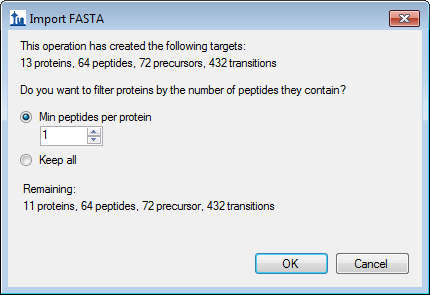 Import FASTA
This operation has created the following targets:
13 proteins, 64 peptides, 72 precursors, 432 transitions
Do you want to filter proteins by the number of peptides they contain?
Min peptides per protein
1
Keep all
Remaining:
11 proteins, 64 peptides, 72 precursor, 432 transitions
OK Cancel